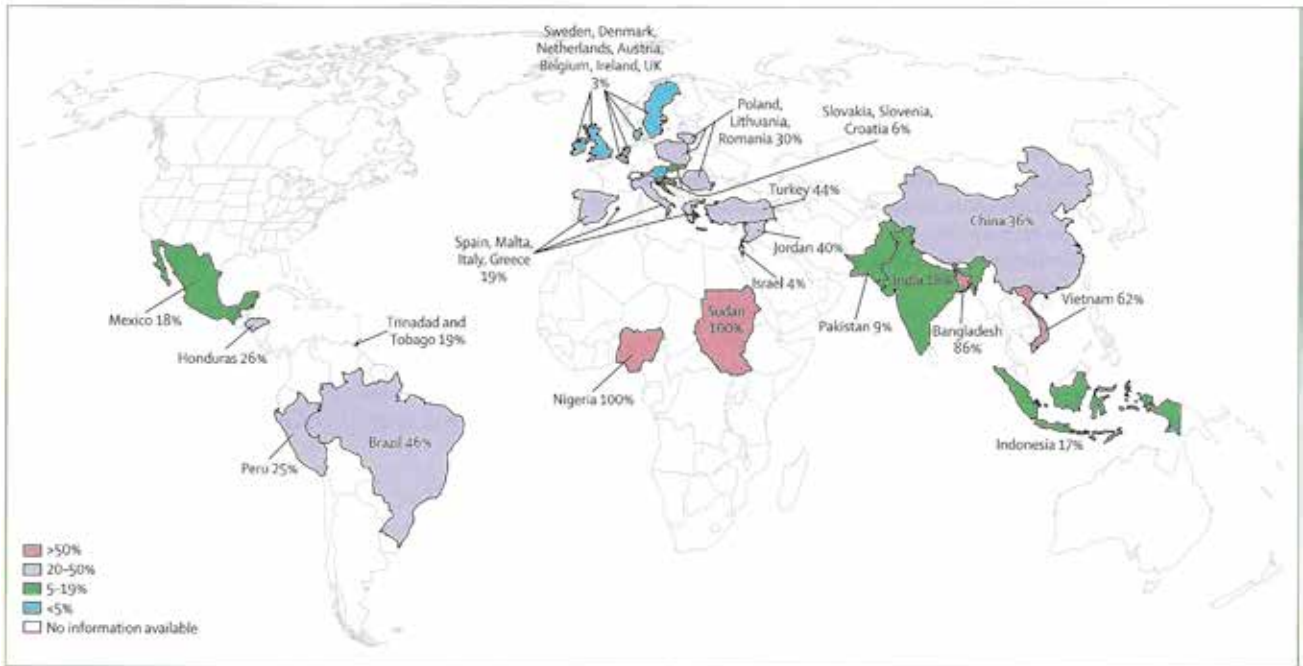 Sweden, Denmark,
Netherlands, Austria,
Belgium, Ireland, UK
3%
Poland,
Lithuania,
Romania 30%
Slovakia, Slovenia,
Croatia 6%
Turkey 44%
China 36%
Spain, Malta,
Italy, Greece
19%
Jordan 40%
Israel 4%
Mexico 18%
Trinadad and
Tobago 19%
Honduras 26%
Sudan
100%
Pakistan 9%
India
Bangladesh
86%
Vietnam 62%
Nigeria 100%
Brazil 46%
Peru 25%
Indonesia 17%
>50%
20–50%
5–19%
<5%
No information available